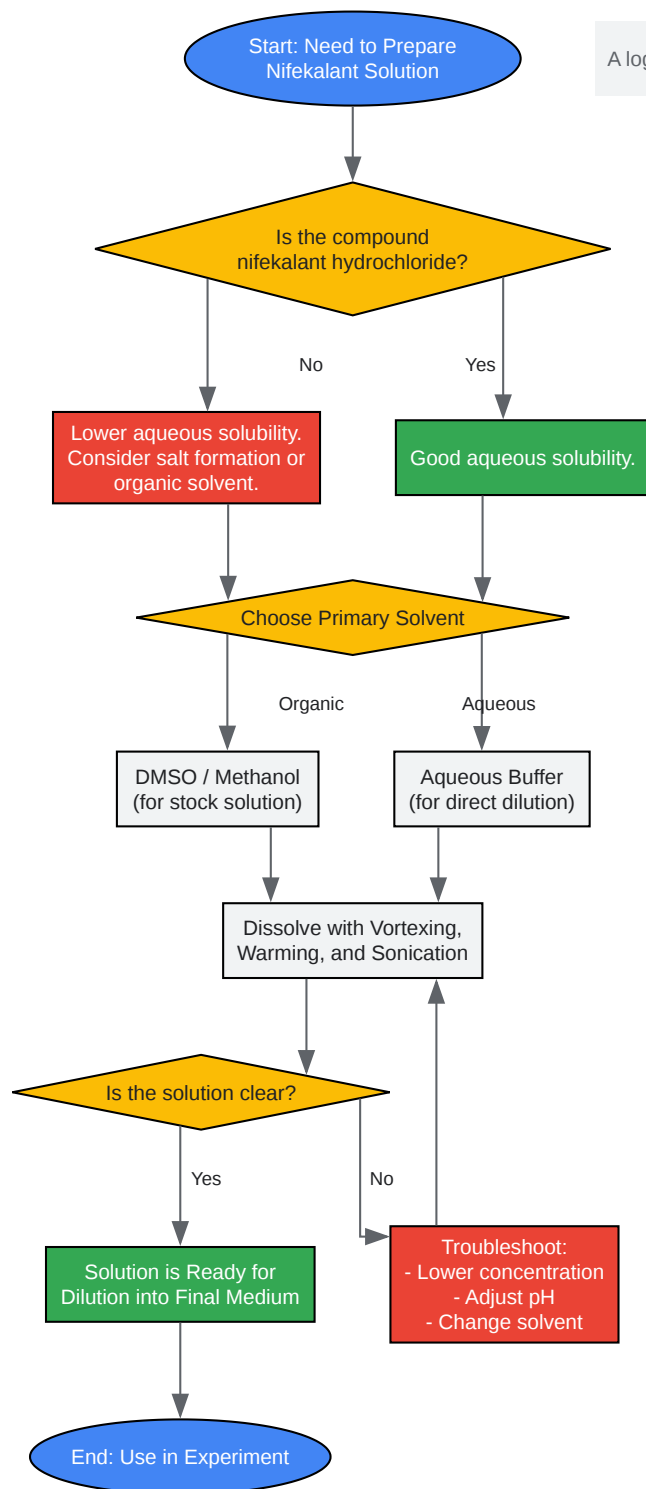 Start: Need to Prepare
Nifekalant Solution
A log
Is the compound
nifekalant hydrochloride?
No
Yes
Lower aqueous solubility.
Consider salt formation or
organic solvent.
Good aqueous solubility.
Choose Primary Solvent
Organic
Aqueous
DMSO / Methanol
(for stock solution)
Aqueous Buffer
(for direct dilution)
Dissolve with Vortexing,
Warming, and Sonication
Is the solution clear?
Yes
No
Solution is Ready for
Dilution into Final Medium
Troubleshoot:
- Lower concentration
- Adjust pH
- Change solvent
End: Use in Experiment